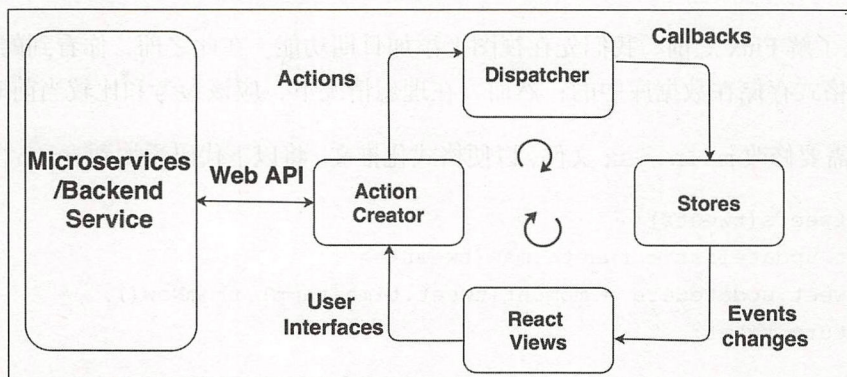 Callbacks
Actions
Dispatcher
Microservices
/Backend
Service
Web API
Action
Creator
Stores
User
Interfaces
React
Views
Events
changes